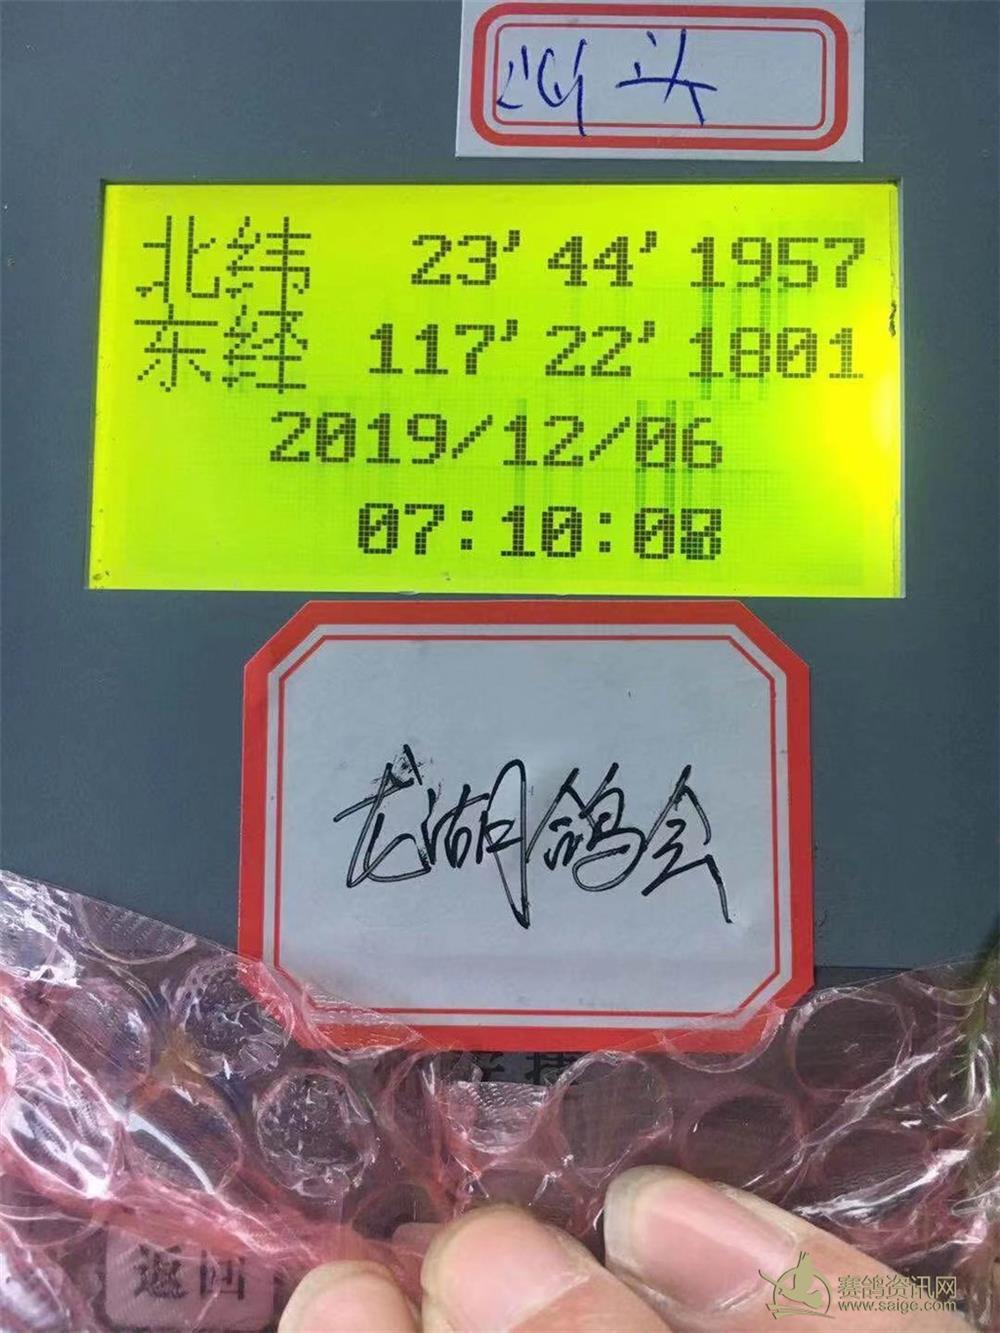 汕头
北纬 23'44'1957
东经 117'22'1801
2019/12/06
07:10:08
龙湖鸽会
返回
赛鸽资讯网
www.saige.com